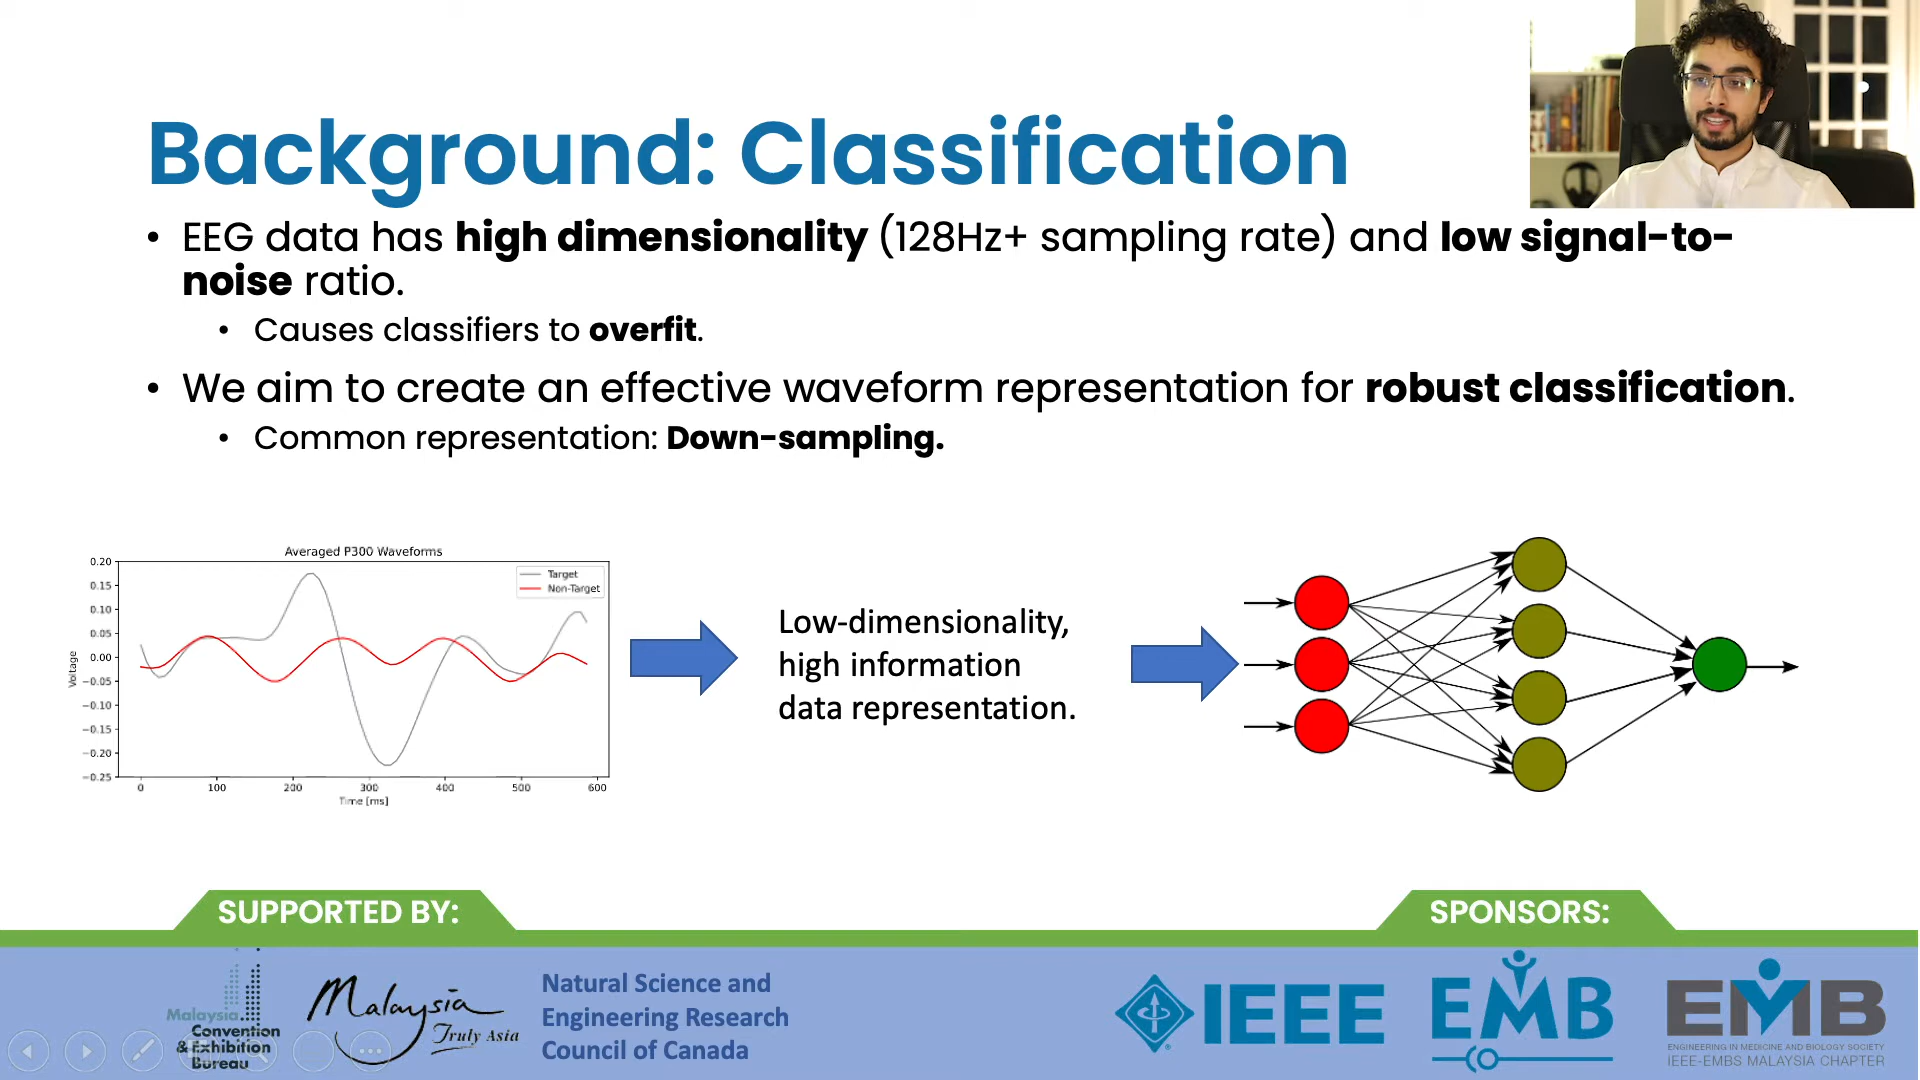 Background: Classification
• EEG data has high dimensionality (128Hz+ sampling rate) and low signal-to-
noise ratio.
• Causes classifiers to overfit.
• We aim to create an effective waveform representation for robust classification.
• Common representation: Down-sampling.
Averaged P300 Waveforms
Target
Non-Target
0.20
0.15
0.10
0.05
0.00
−0.05
−0.10
−0.15
−0.20
−0.25
Voltage
0 100 200 300 400 500 600
Time [ms]
Low-dimensionality,
high information
data representation.
SUPPORTED BY:
SPONSORS:
Malaysia
Convention
& Exhibition
Bureau
Malaysia
Truly Asia
Natural Science and
Engineering Research
Council of Canada
IEEE
EMB
EMB
ENGINEERING IN MEDICINE AND BIOLOGY SOCIETY
IEEE-EMBS MALAYSIA CHAPTER